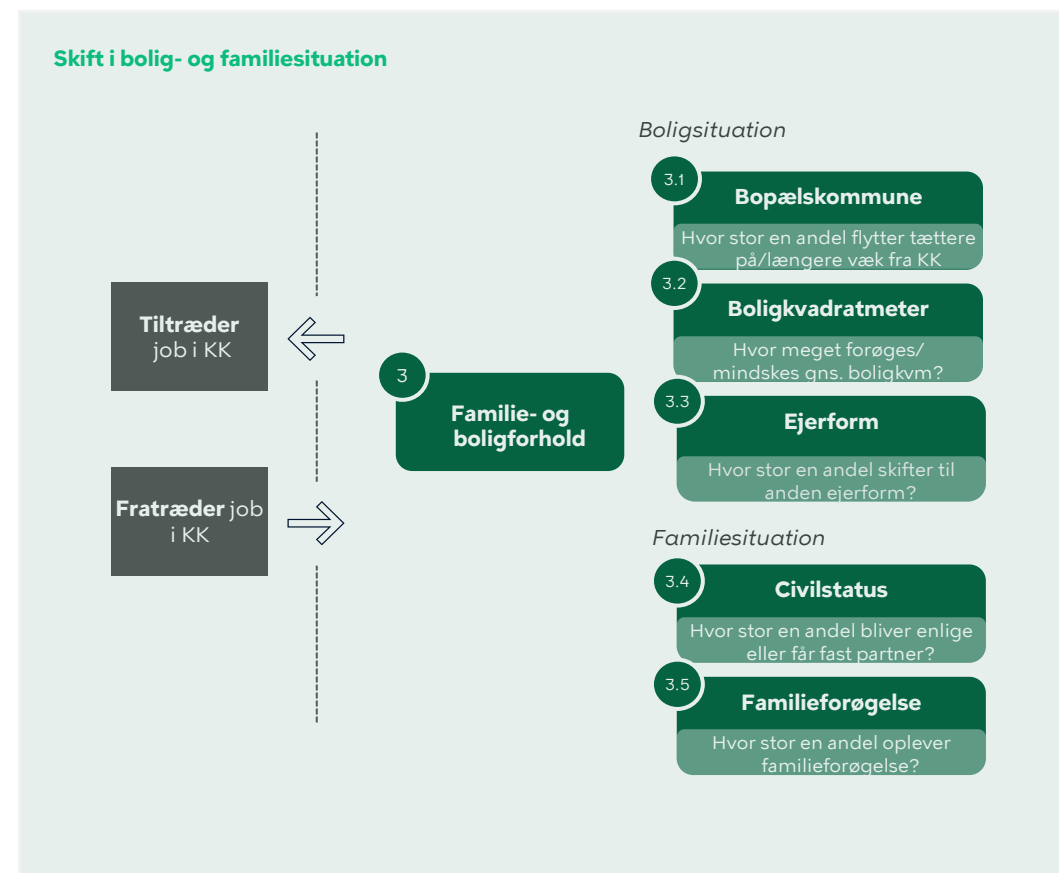 Skift i bolig- og familiesituation
Tiltræder
job i KK
Fratræder job
i KK
3
Familie- og
boligforhold
Boligsituation
3.1
Bopælskommune
Hvor stor en andel flytter tættere
på/længere væk fra KK
3.2
Boligkvadratmeter
Hvor meget forøges/
mindskes gns. boligkvm?
3.3
Ejerform
Hvor stor en andel skifter til
anden ejerform?
Familiesituation
3.4
Civilstatus
Hvor stor en andel bliver enlige
eller får fast partner?
3.5
Familieforøgelse
Hvor stor en andel oplever
familieforøgelse?